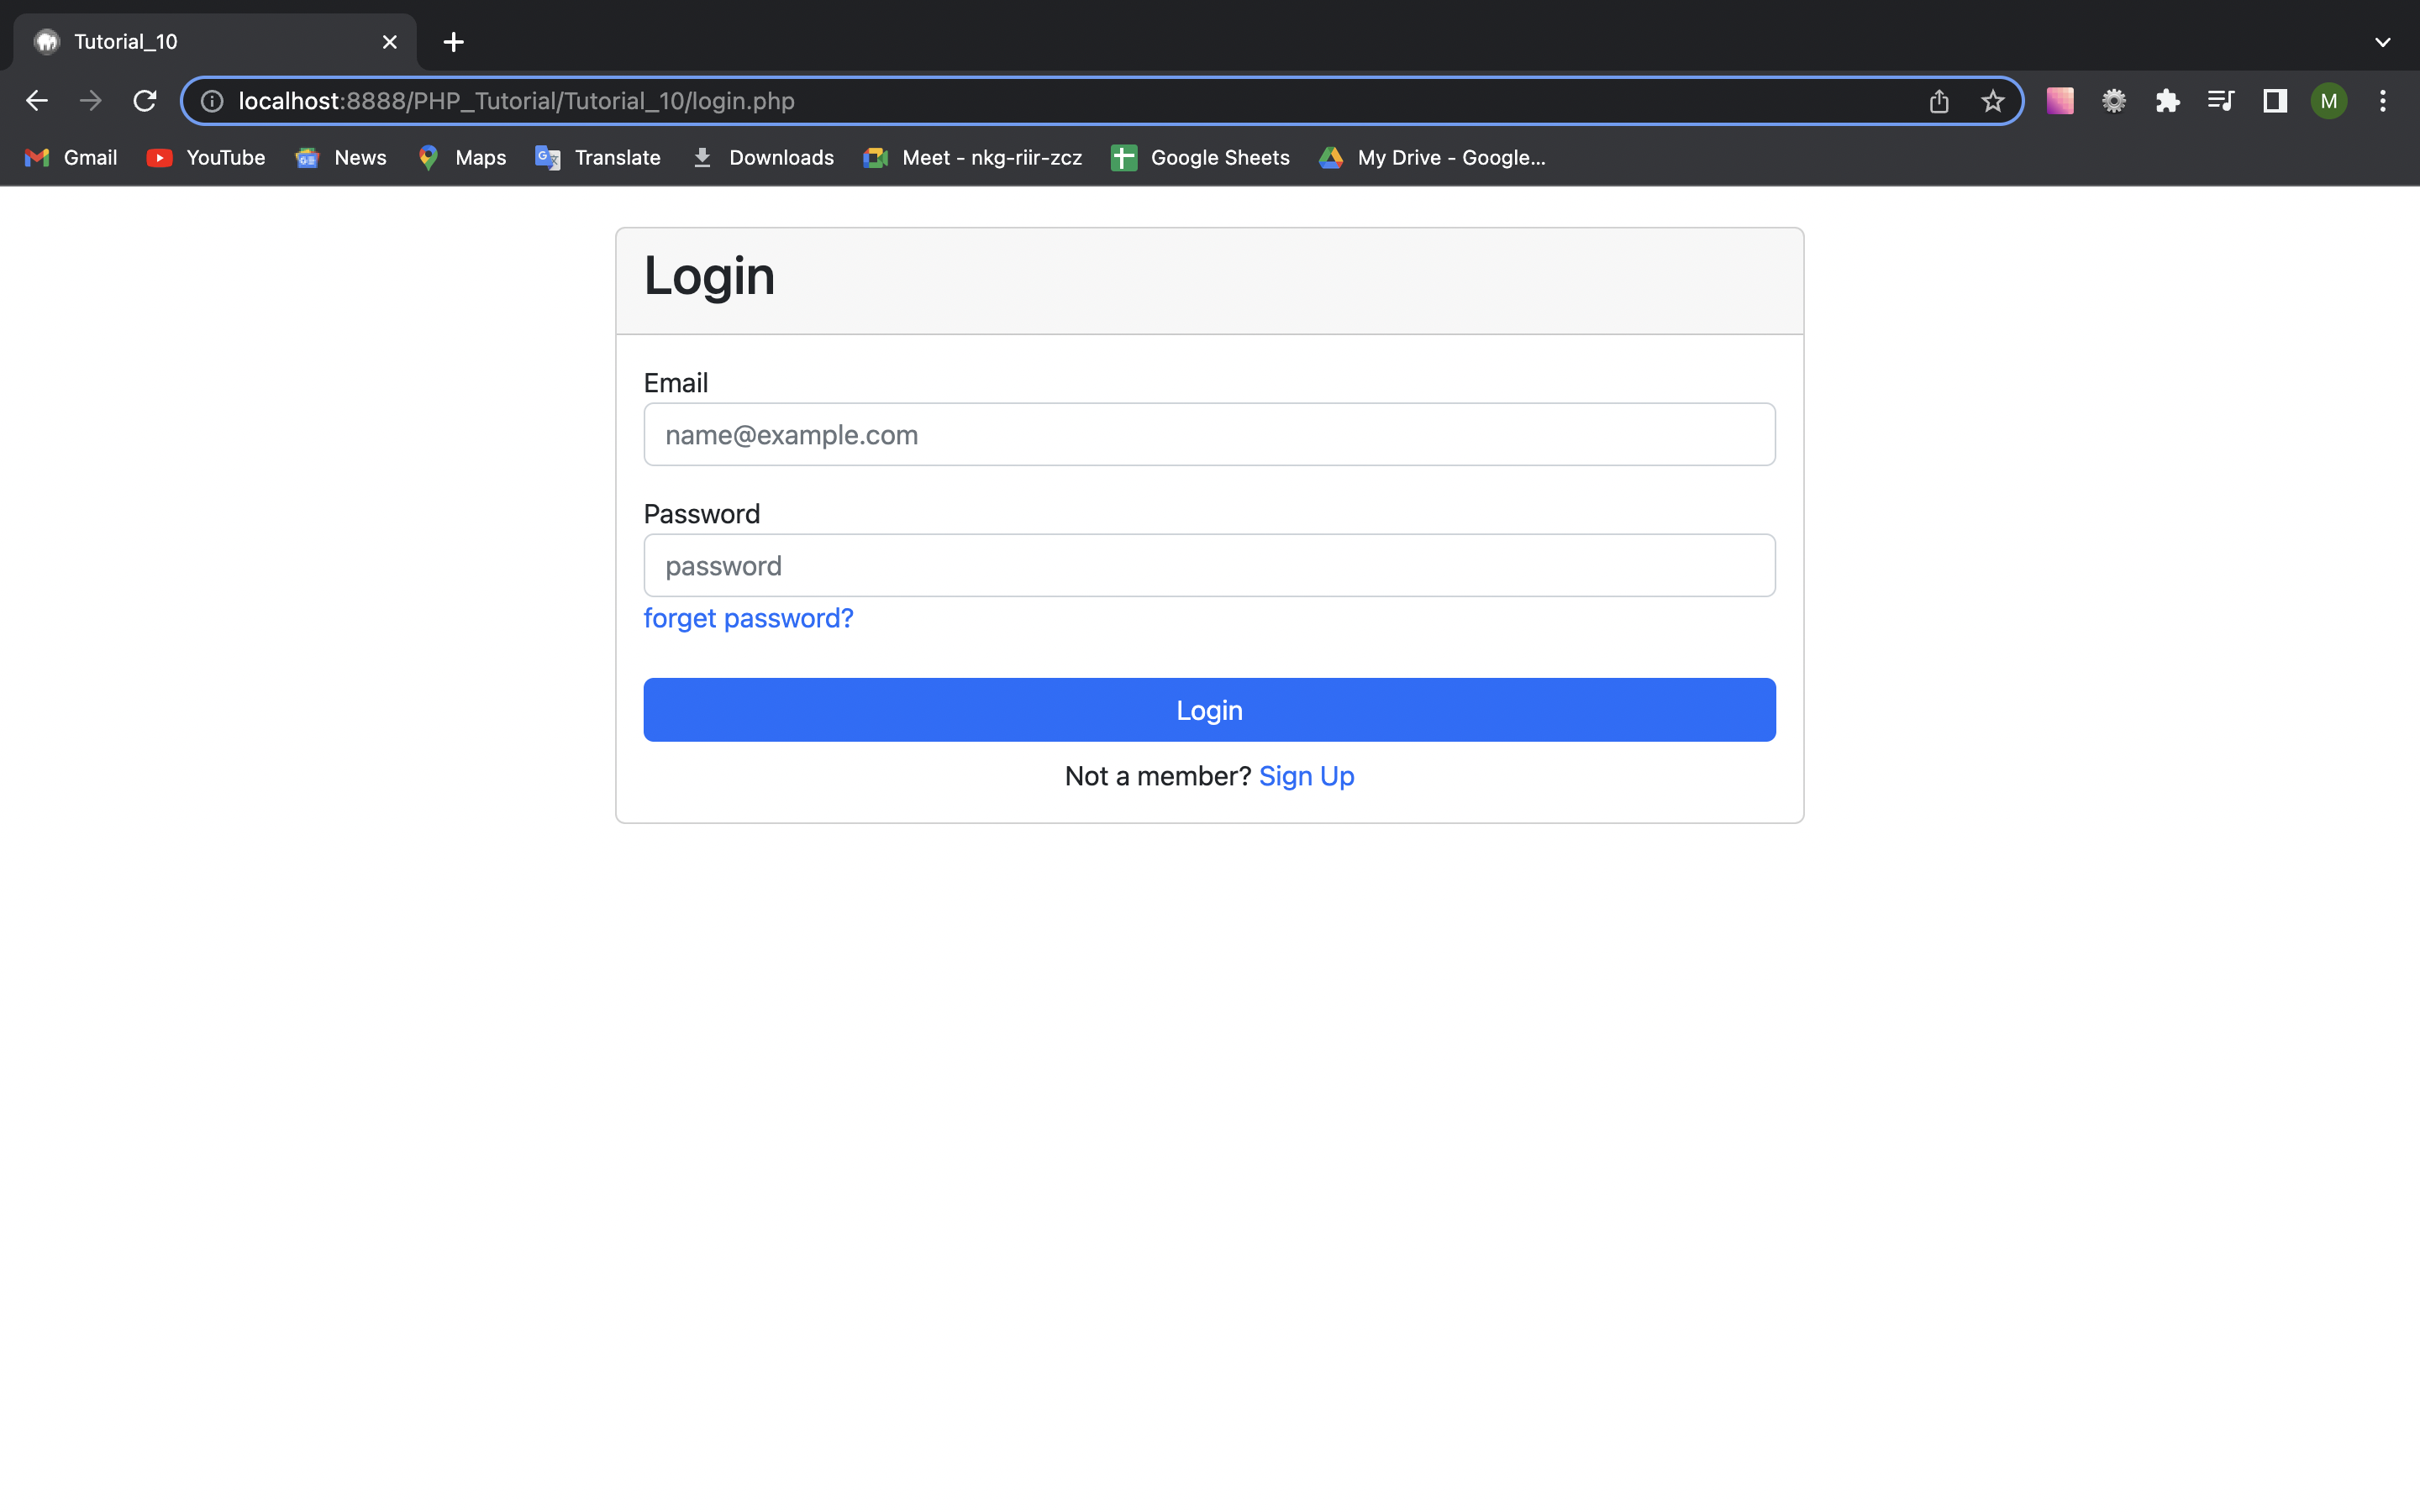 Tutorial_10
localhost:8888/PHP_Tutorial/Tutorial_10/login.php
M
Gmail YouTube News Maps Translate Downloads Meet - nkg-riir-zcz Google Sheets My Drive - Google...
Login
Email
name@example.com
Password
password
forget password?
Login
Not a member? Sign Up